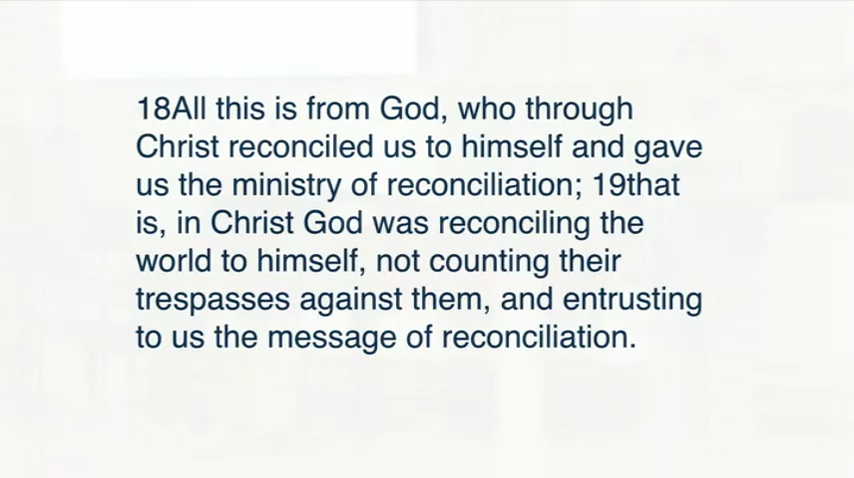 18All this is from God, who through
Christ reconciled us to himself and gave
us the ministry of reconciliation; 19that
is, in Christ God was reconciling the
world to himself, not counting their
trespasses against them, and entrusting
to us the message of reconciliation.